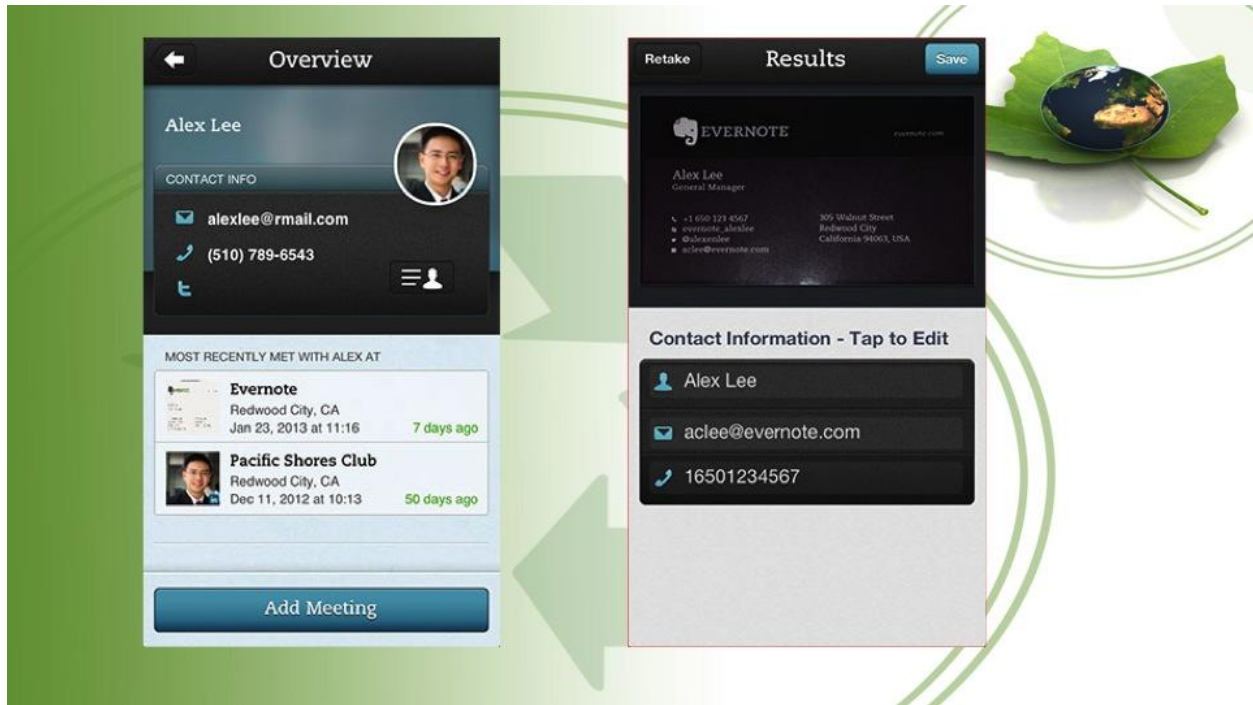 Overview
Alex Lee
CONTACT INFO
alexlee@rmail.com
(510) 789-6543
MOST RECENTLY MET WITH ALEX AT
Evernote
Redwood City, CA
Jan 23, 2013 at 11:16 7 days ago
Pacific Shores Club
Redwood City, CA
Dec 11, 2012 at 10:13 50 days ago
Add Meeting
Retake Results Save
EVERNOTE evernote.com
Alex Lee
General Manager
+1 650 123 4567
evernote_alexlee
@alexenlee
aclee@evernote.com
305 Walnut Street
Redwood City
California 94063, USA
Contact Information - Tap to Edit
Alex Lee
aclee@evernote.com
16501234567